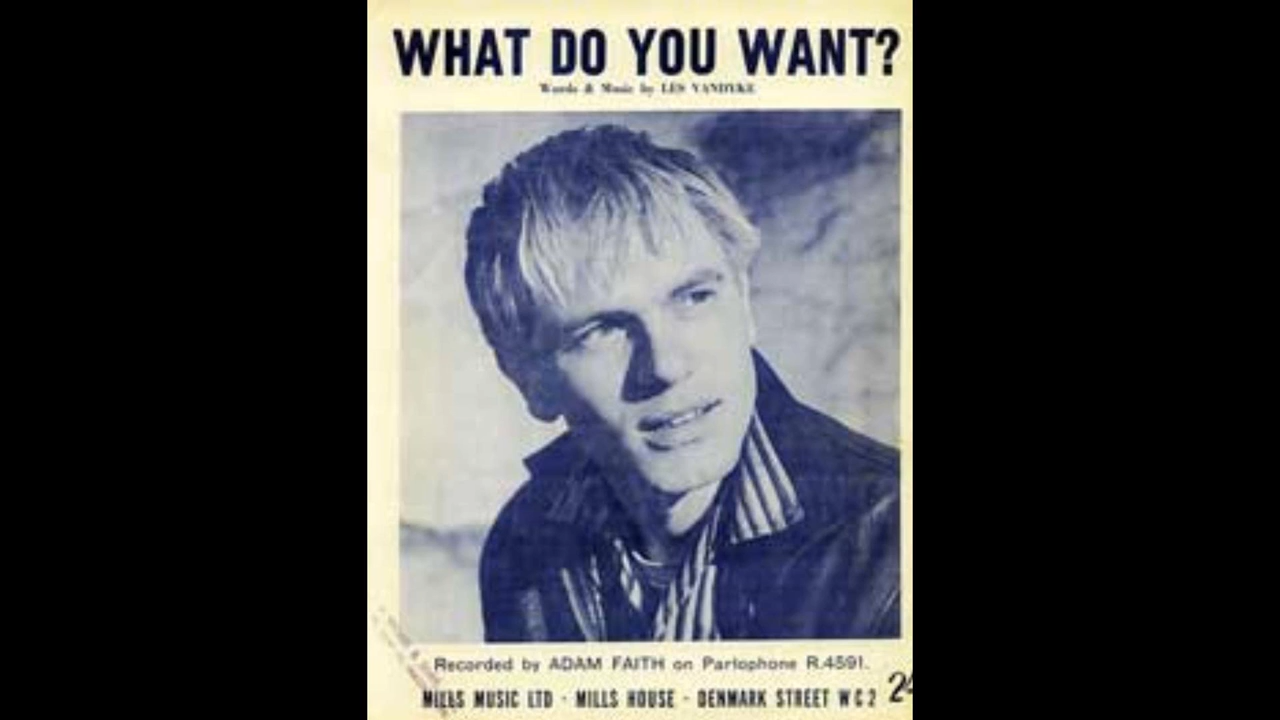 WHAT DO YOU WANT?
Words & Music by LES VANDYKE
Recorded by ADAM FAITH on Parlophone R.4591.
MILLS MUSIC LTD - MILLS HOUSE - DENMARK STREET WC2